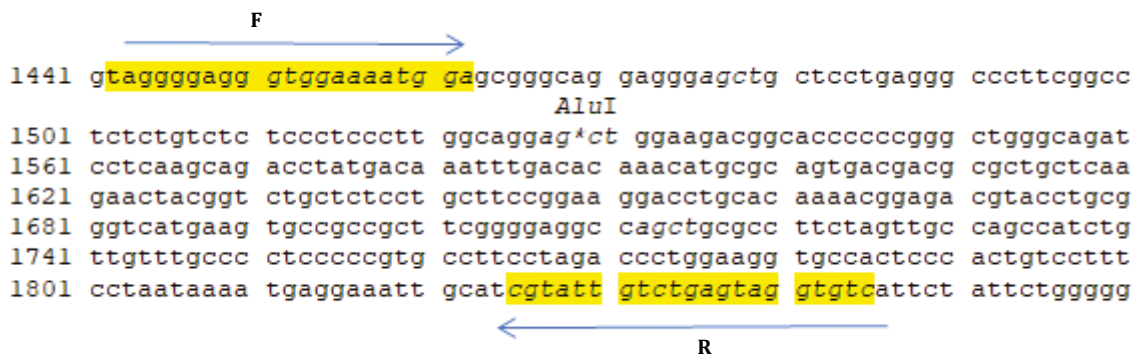 F
1441 gtaggggagg gtggaaaatg gagcgggcag gagggagctg ctcctgaggg cccttcggcc
AluI
1501 tctctgtctc tccctccctt ggcaggag*ct ggaagacggcacccccccggg ctgggcagat
1561 cctcaagcag acctatgaca aatttgacac aaacatgcgc agtgacgacg cgctgctcaa
1621 gaactacggt ctgctctcct gcttccggaa ggacctgcac aaaacggaga cgtacctgcg
1681 ggtcatgaag tgccgccgct tcggggaggc cagctgcgcc ttctagttgc cagccatctg
1741 ttgtttgccc ctcccccgtg ccttcctaga ccctggaagg tgccactccc actgtccttt
1801 cctaataaaa tgaggaaatt gcatcgtatt gtctgagtag gtgtcattct attctggggg
R